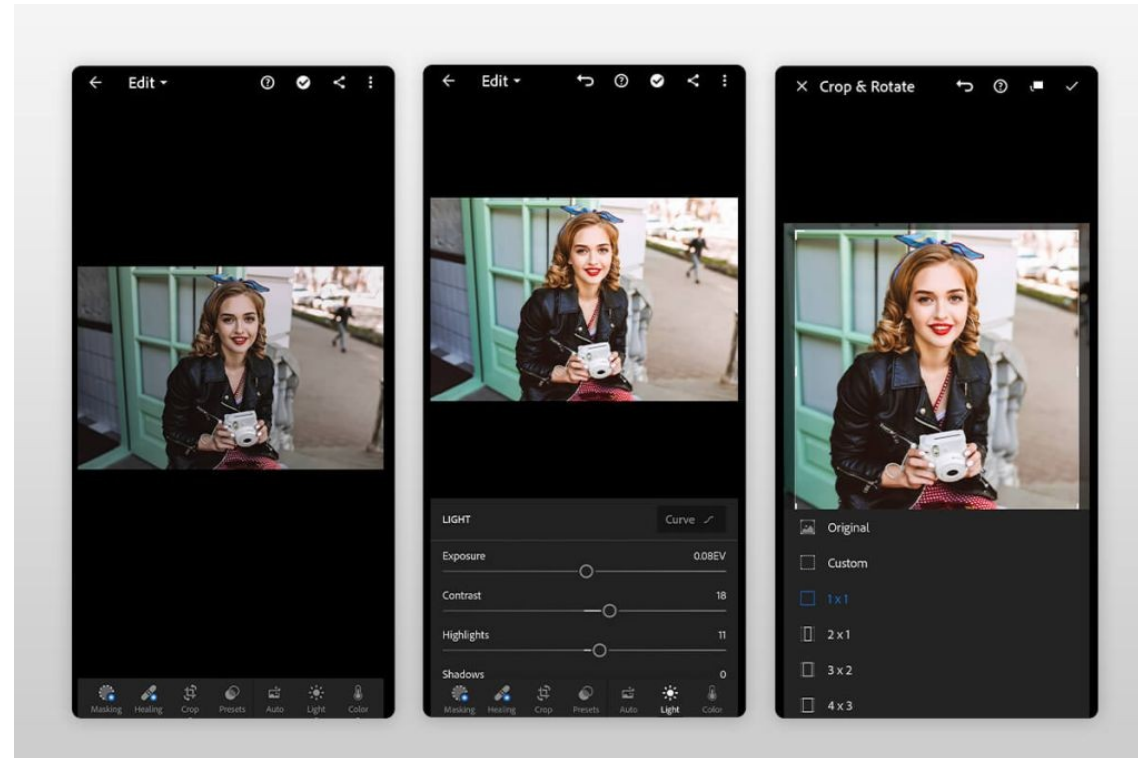 Edit
Masking Healing Crop Presets Auto Light Color
Edit
LIGHT
Curve
Exposure 0.08EV
Contrast 18
Highlights 11
Shadows 0
Masking Healing Crop Presets Auto Light Color
Crop & Rotate
Original
Custom
1 x 1
2 x 1
3 x 2
4 x 3